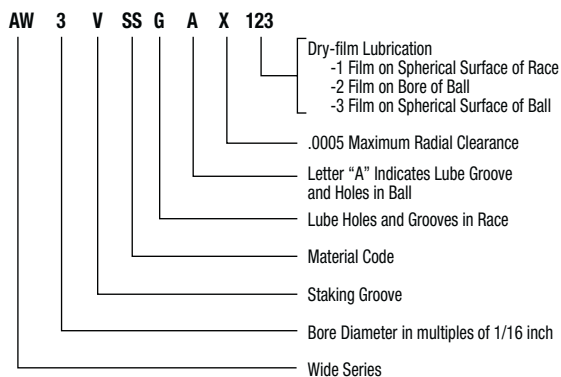 AW 3 V SS G A X 123
Dry-film Lubrication
-1 Film on Spherical Surface of Race
-2 Film on Bore of Ball
-3 Film on Spherical Surface of Ball
.0005 Maximum Radial Clearance
Letter “A” Indicates Lube Groove
and Holes in Ball
Lube Holes and Grooves in Race
Material Code
Staking Groove
Bore Diameter in multiples of 1/16 inch
Wide Series